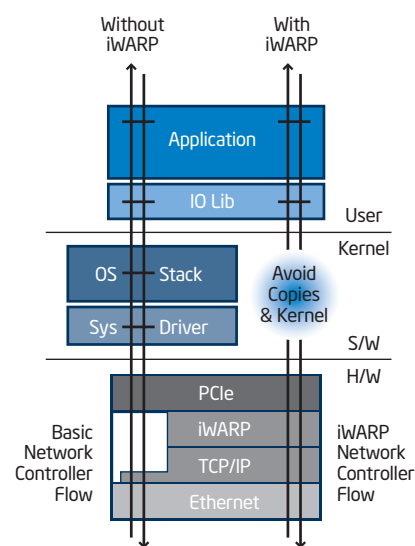 Without
iWARP
With
iWARP
Application
IO Lib
User
Kernel
OS Stack
Avoid
Copies
& Kernel
Sys Driver
S/W
H/W
PCIe
iWARP
TCP/IP
Ethernet
Basic
Network
Controller
Flow
iWARP
Network
Controller
Flow